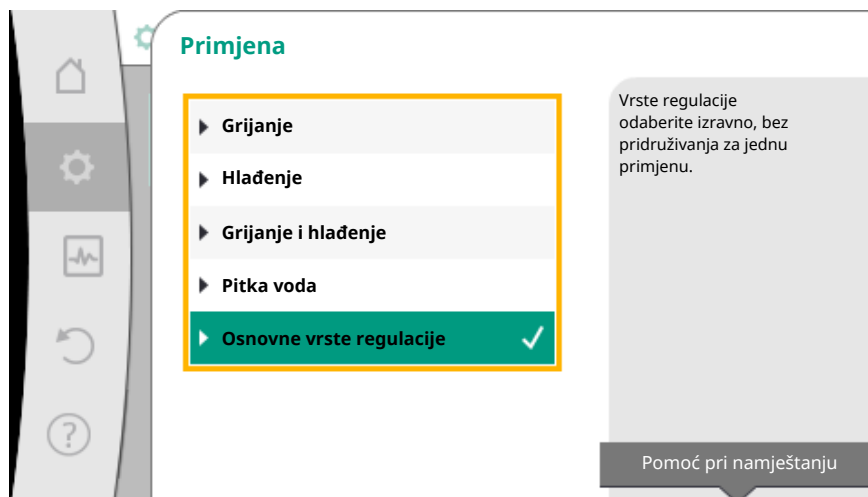 Primjena
Grijanje
Hlađenje
Grijanje i hlađenje
Pitka voda
Osnovne vrste regulacije
Vrste regulacije
odaberite izravno, bez
pridruživanja za jednu
primjenu.
Pomoć pri namještanju